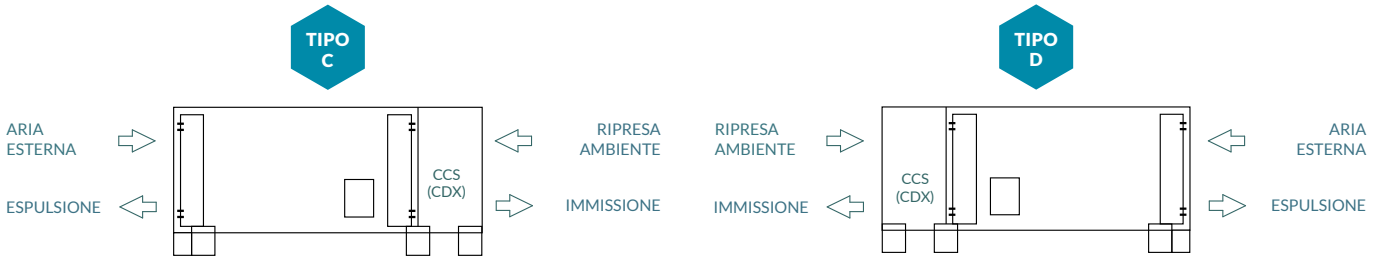 TIPO
C
ARIA
ESTERNA
ESPULSIONE
RIPRESA
AMBIENTE
CCS
(CDX)
IMMISSIONE
TIPO
D
RIPRESA
AMBIENTE
IMMISSIONE
CCS
(CDX)
ARIA
ESTERNA
ESPULSIONE